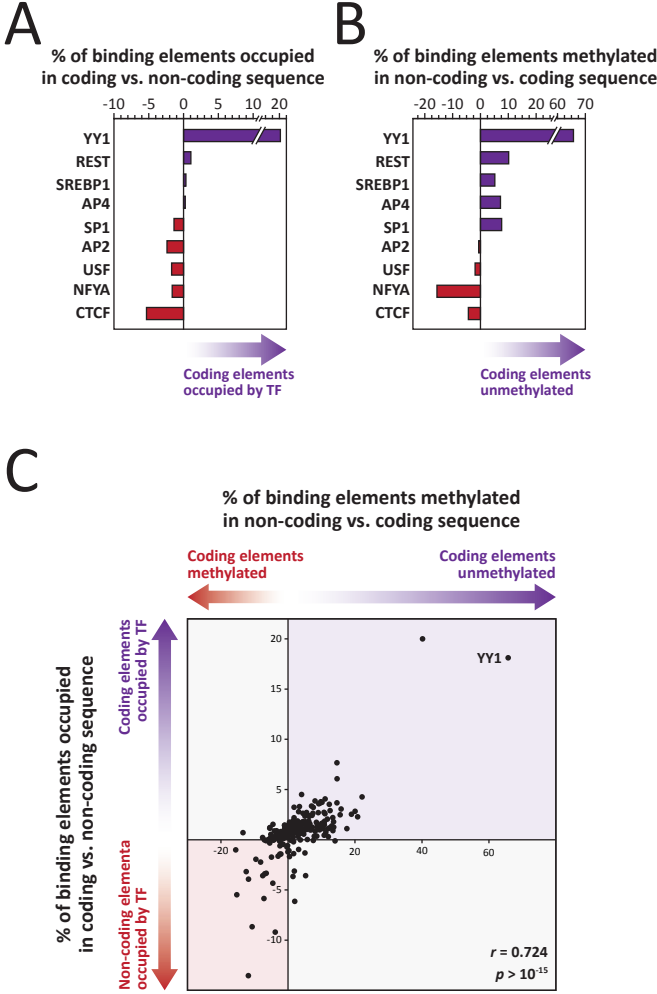 A
B
% of binding elements occupied
in coding vs. non-coding sequence
% of binding elements methylated
in non-coding vs. coding sequence
-10 -5 0 5 10 20
-20 -10 0 10 20 60 70
YY1
REST
SREBP1
AP4
SP1
AP2
USF
NFYA
CTCF
YY1
REST
SREBP1
AP4
SP1
AP2
USF
NFYA
CTCF
Coding elements
occupied by TF
Coding elements
unmethylated
C
% of binding elements methylated
in non-coding vs. coding sequence
Coding elements
methylated
Coding elements
unmethylated
% of binding elements occupied
in coding vs. non-coding sequence
Coding elements
occupied by TF
Non-coding elementa
occupied by TF
20
YY1
15
10
5
-20 40 60
-5
-10
r = 0.724
p > 10-15